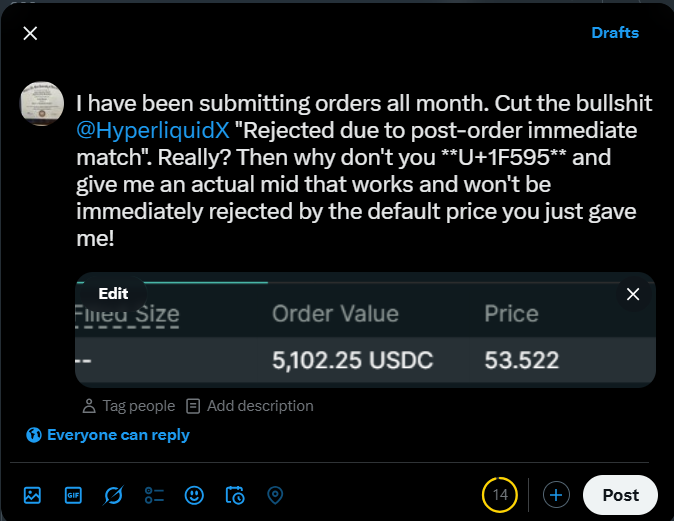 Drafts
I have been submitting orders all month. Cut the bullshit
@HyperliquidX "Rejected due to post-order immediate
match". Really? Then why don't you **U+1F595** and
give me an actual mid that works and won't be
immediately rejected by the default price you just gave
me!
Edit
Filled Size Order Value Price
-- 5,102.25 USDC 53.522
Tag people Add description
Everyone can reply
GIF 14 Post